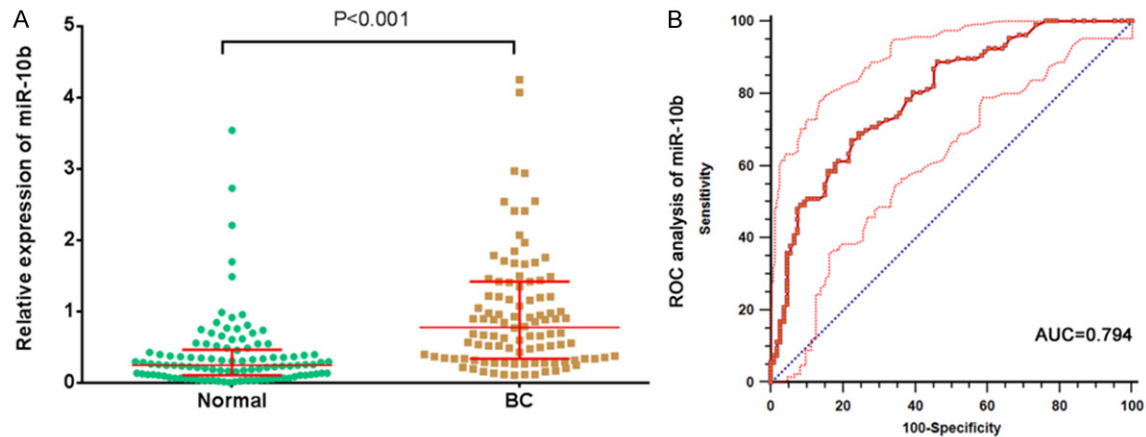 A
P<0.001
Relative expression of miR-10b
5
4
3
2
1
0
Normal
BC
B
ROC analysis of miR-10b
Sensitivity
100
80
60
40
20
0
AUC=0.794
0
20
40
60
80
100
100-Specificity